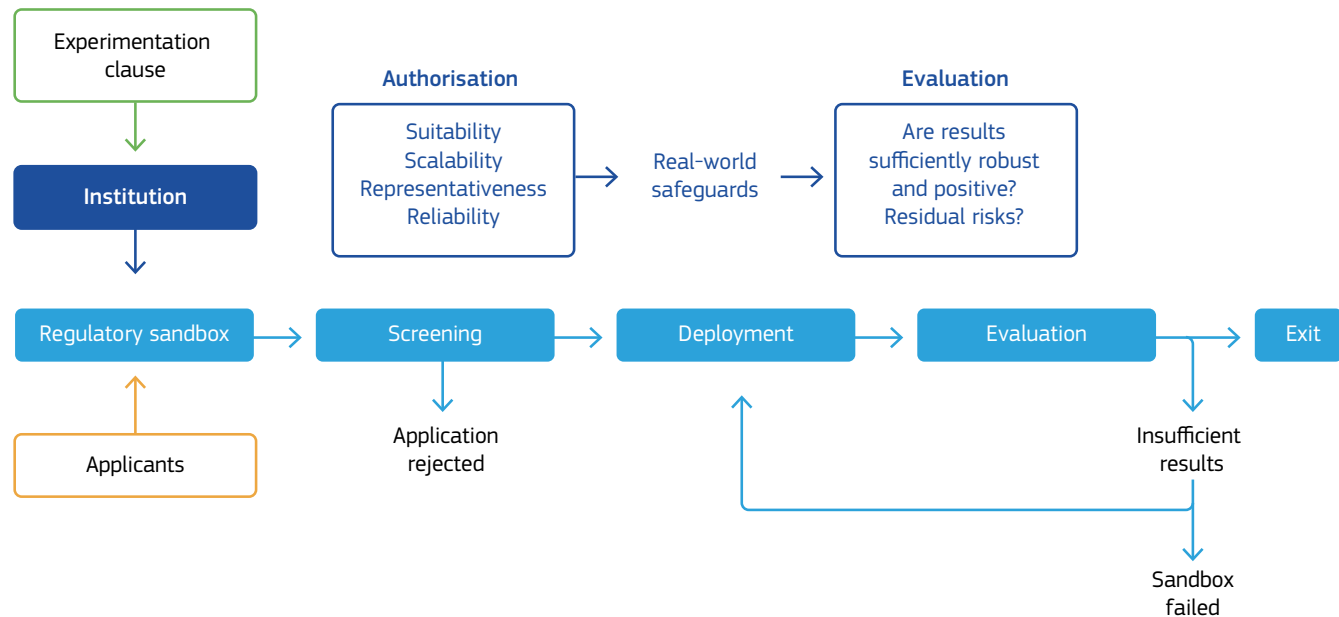 Experimentation
clause
Institution
Authorisation
Suitability
Scalability
Representativeness
Reliability
Real-world
safeguards
Evaluation
Are results
sufficiently robust
and positive?
Residual risks?
Regulatory sandbox
Screening
Deployment
Evaluation
Exit
Applicants
Application
rejected
Insufficient
results
Sandbox
failed